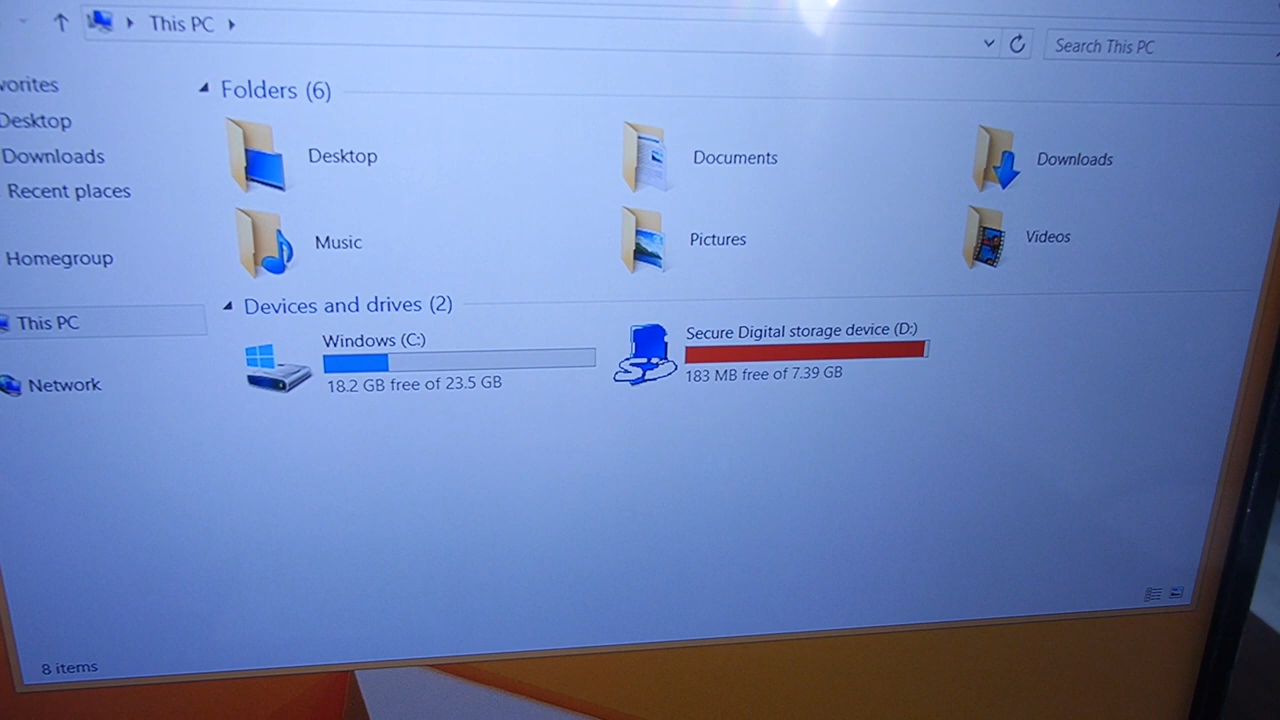 This PC
Search This PC
vorites
Desktop
Downloads
Recent places
Homegroup
This PC
Network
Folders (6)
Desktop
Documents
Downloads
Music
Pictures
Videos
Devices and drives (2)
Windows (C:)
18.2 GB free of 23.5 GB
Secure Digital storage device (D:)
183 MB free of 7.39 GB
8 items